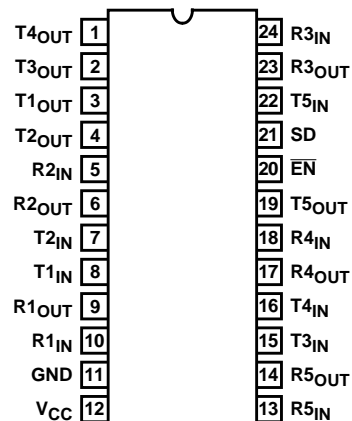 T4OUT 1 24 R3IN
T3OUT 2 23 R3OUT
T1OUT 3 22 T5IN
T2OUT 4 21 SD
R2IN 5 20 E̅N̅
R2OUT 6 19 T5OUT
T2IN 7 18 R4IN
T1IN 8 17 R4OUT
R1OUT 9 16 T4IN
R1IN 10 15 T3IN
GND 11 14 R5OUT
VCC 12 13 R5IN